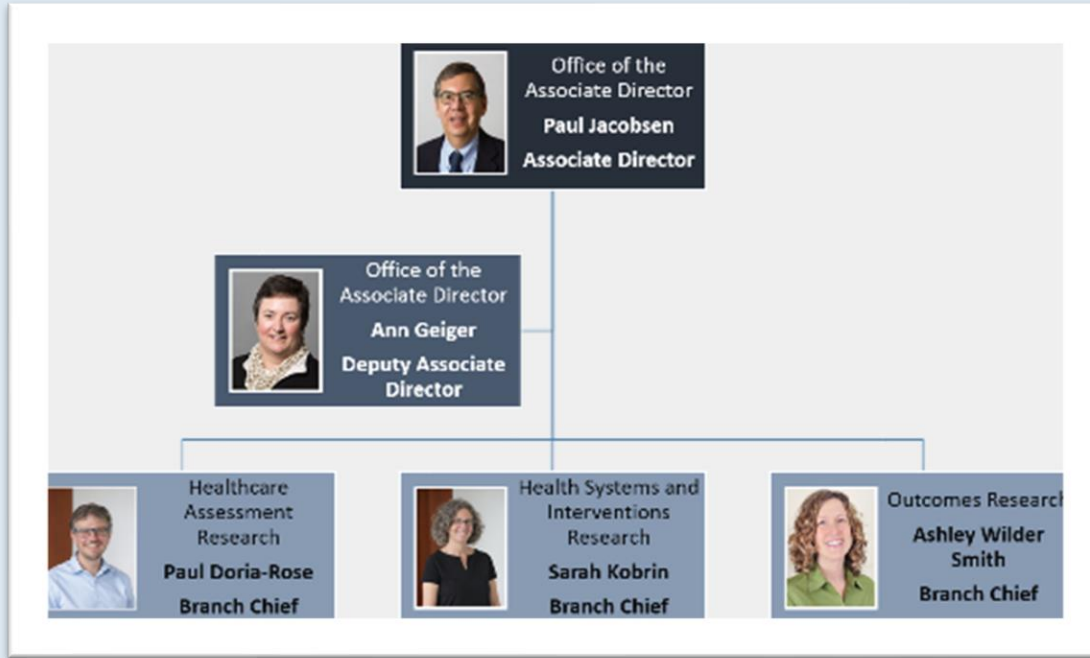 Office of the
Associate Director
Paul Jacobsen
Associate Director
Office of the
Associate Director
Ann Geiger
Deputy Associate
Director
Healthcare
Assessment
Research
Paul Doria-Rose
Branch Chief
Health Systems and
Interventions
Research
Sarah Kobrin
Branch Chief
Outcomes Research
Ashley Wilder
Smith
Branch Chief